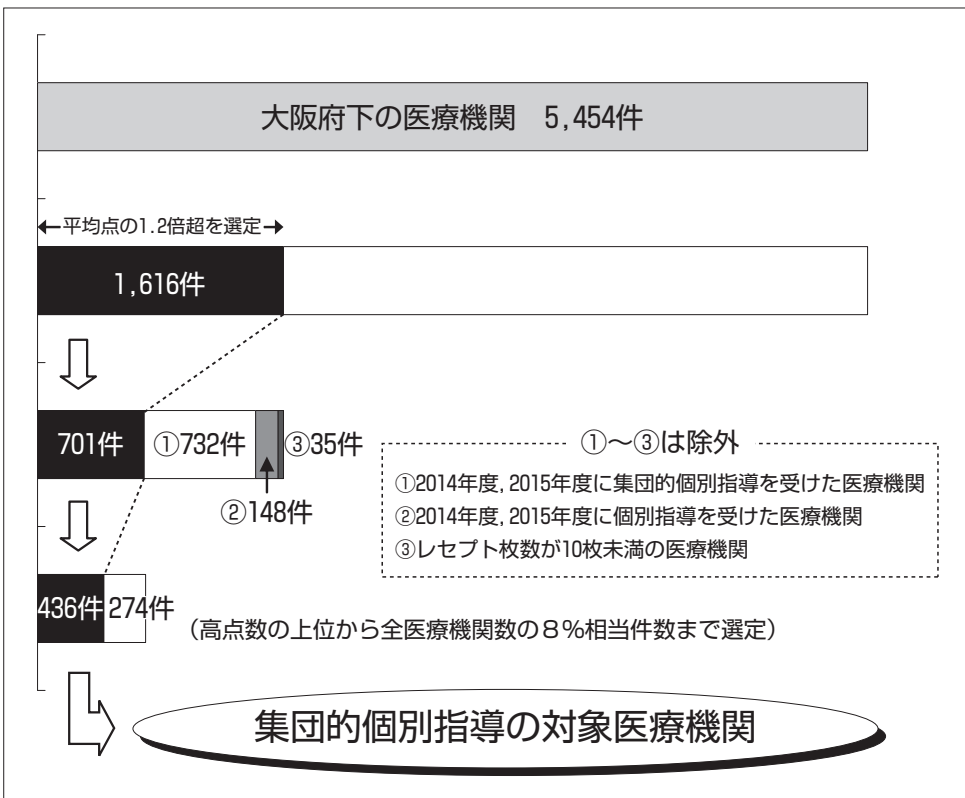 大阪府下の医療機関　5,454件
←平均点の1.2倍超を選定→
1,616件
701件 ①732件 ③35件
②148件
①～③は除外
①2014年度，2015年度に集団的個別指導を受けた医療機関
②2014年度，2015年度に個別指導を受けた医療機関
③レセプト枚数が10枚未満の医療機関
436件 274件
（高点数の上位から全医療機関数の８％相当件数まで選定）
集団的個別指導の対象医療機関